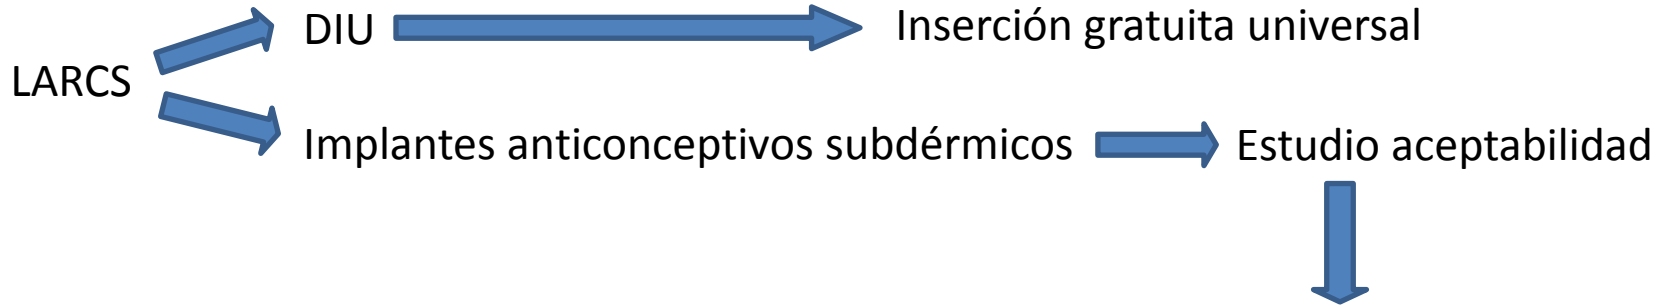 DIU
Inserción gratuita universal
LARCS
Implantes anticonceptivos subdérmicos
Estudio aceptabilidad